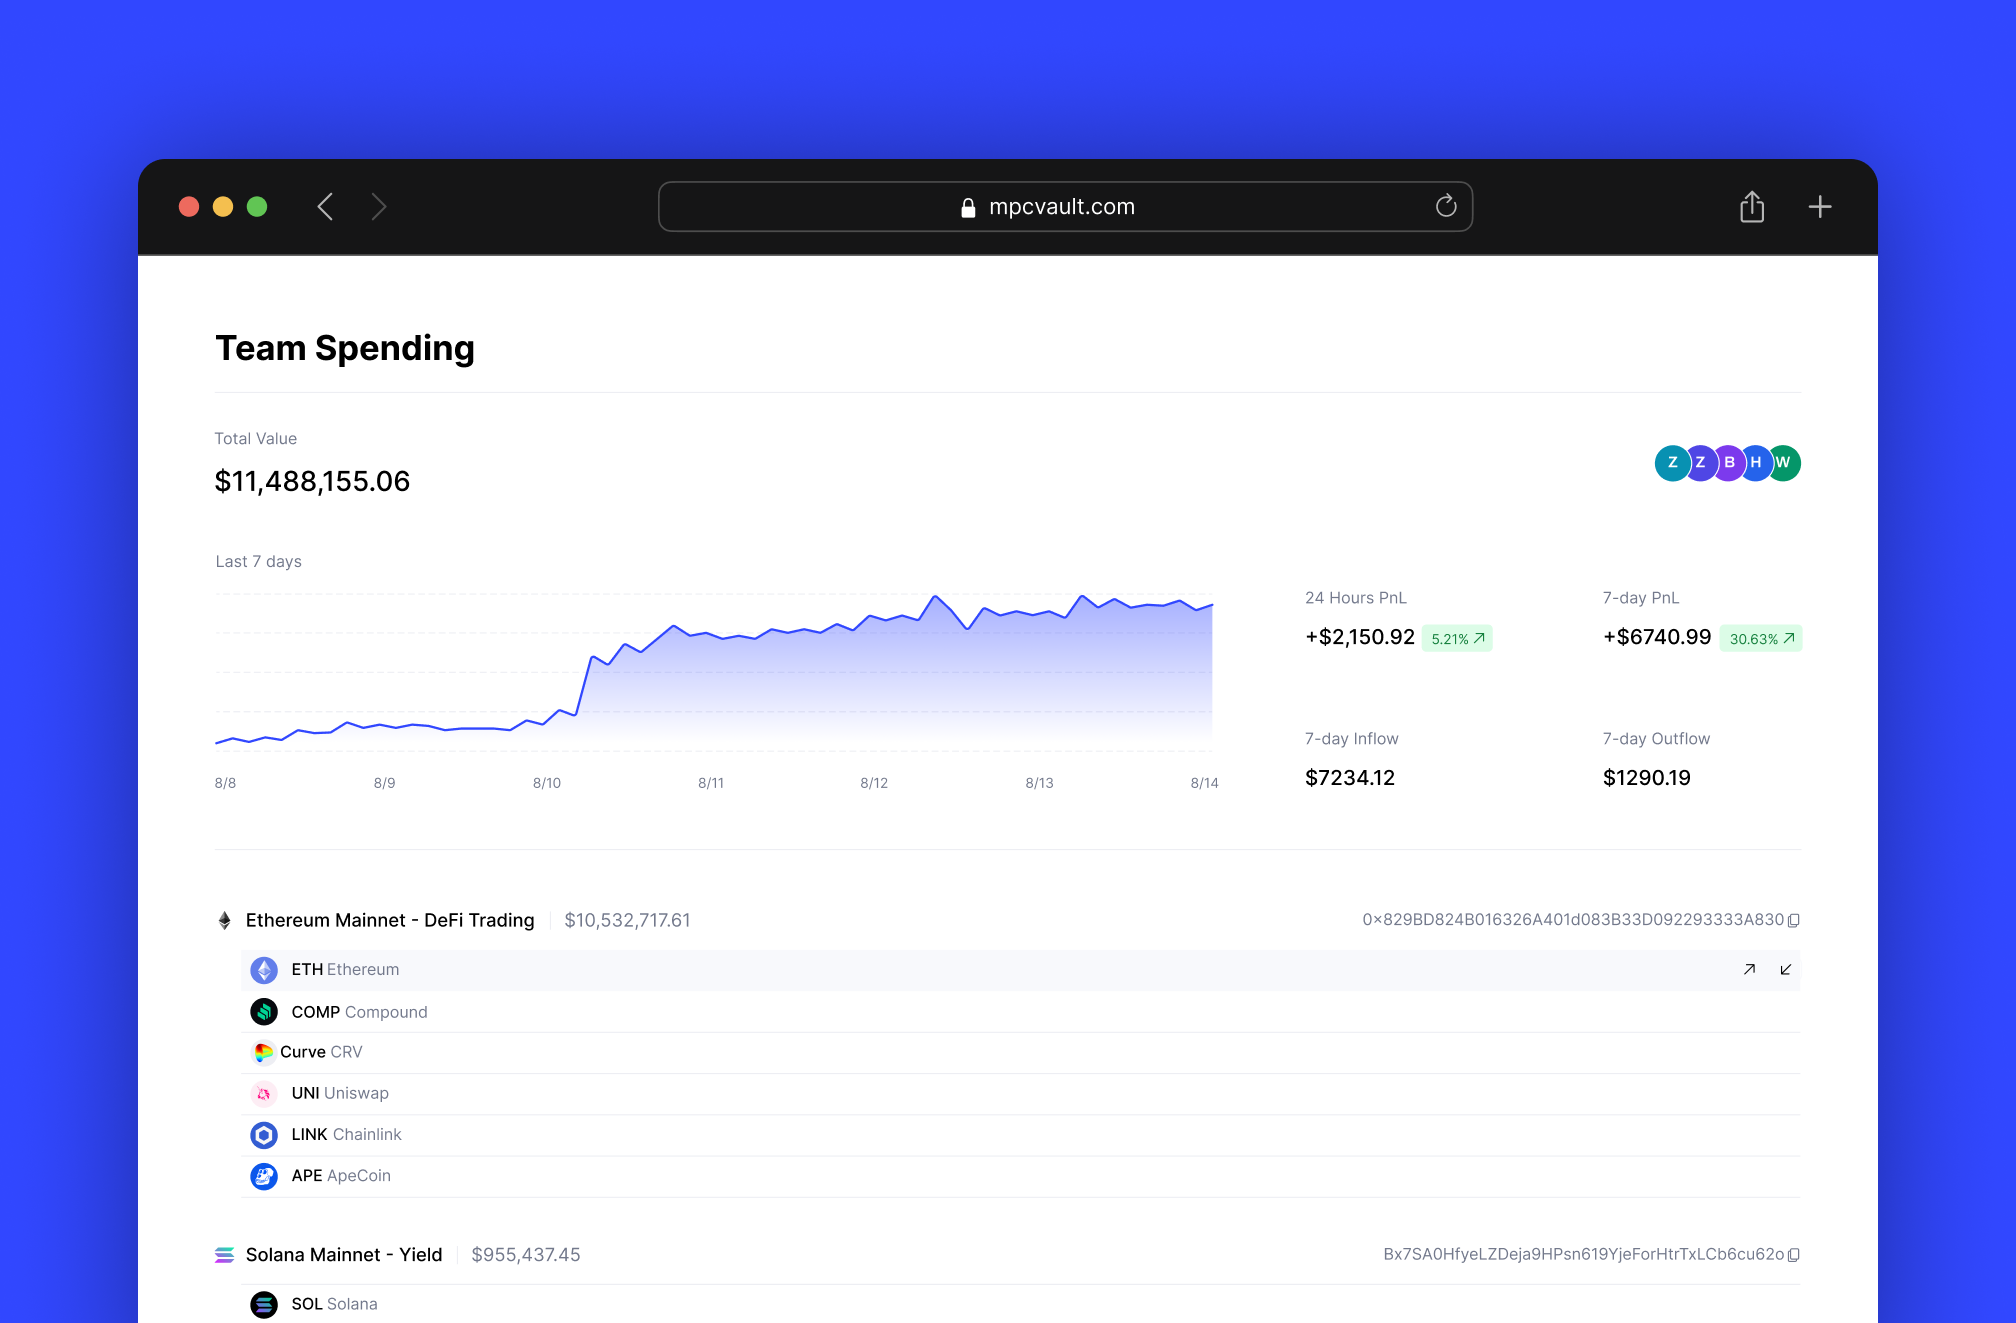 mpcvault.com
Team Spending
Total Value
$11,488,155.06
Z Z B H W
Last 7 days
8/8 8/9 8/10 8/11 8/12 8/13 8/14
24 Hours PnL
+$2,150.92 5.21%
7-day PnL
+$6740.99 30.63%
7-day Inflow
$7234.12
7-day Outflow
$1290.19
Ethereum Mainnet - DeFi Trading $10,532,717.61 0x829BD824B016326A401d083B33D092293333A830
ETH Ethereum
COMP Compound
Curve CRV
UNI Uniswap
LINK Chainlink
APE ApeCoin
Solana Mainnet - Yield $955,437.45 Bx7SA0HfyeLZDeja9HPsn619YjeForHtrTxLCb6cu62o
SOL Solana